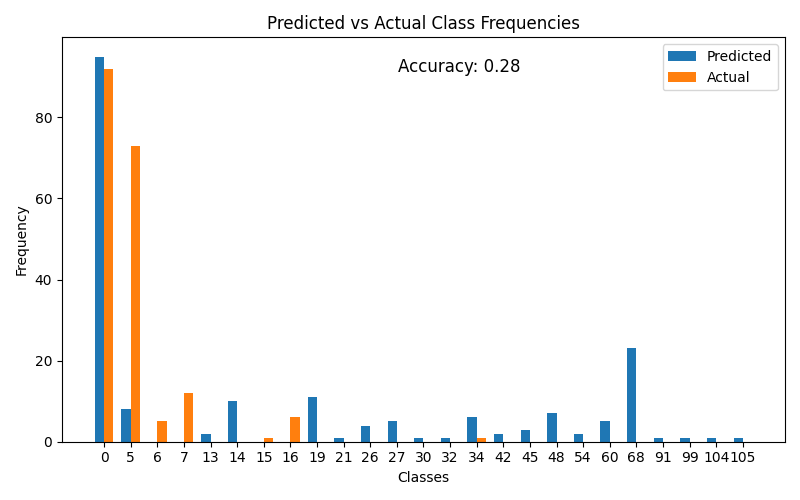 Predicted vs Actual Class Frequencies
Accuracy: 0.28
Predicted
Actual
Frequency
80
60
40
20
0
0 5 6 7 13 14 15 16 19 21 26 27 30 32 34 42 45 48 54 60 68 91 99 104 105
Classes